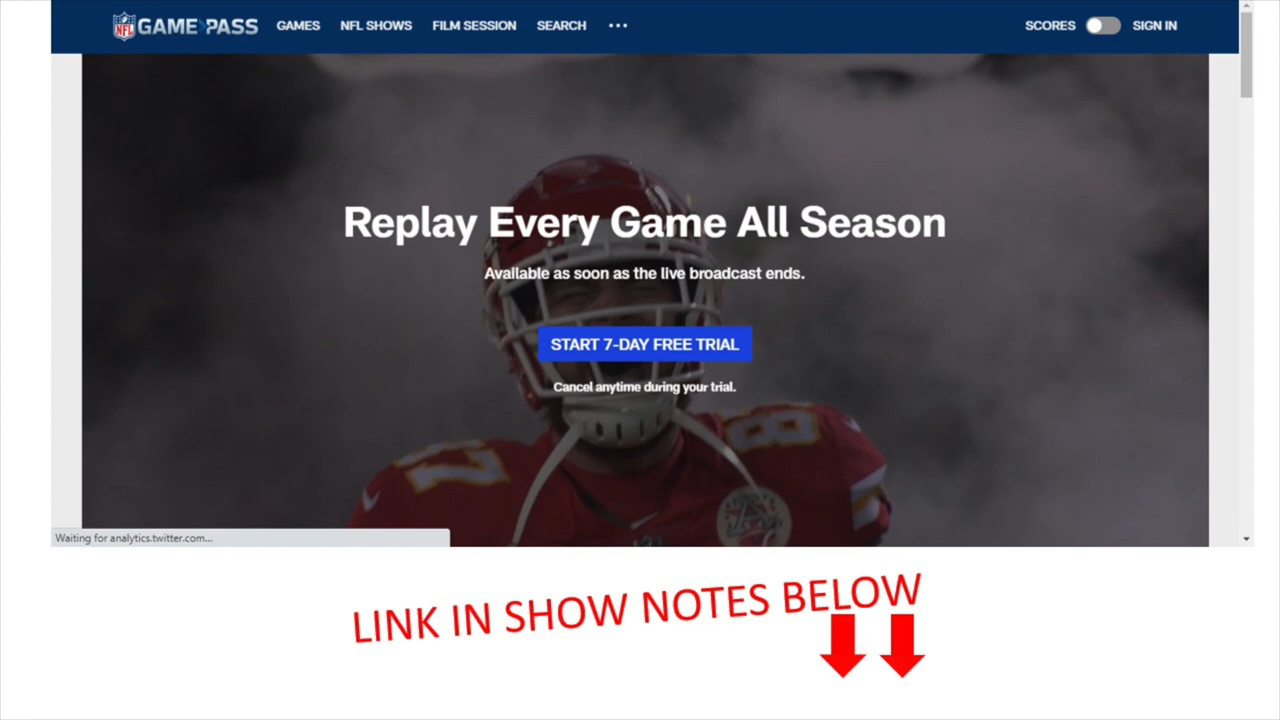 NFL GAME PASS GAMES NFL SHOWS FILM SESSION SEARCH ••• SCORES SIGN IN
Replay Every Game All Season
Available as soon as the live broadcast ends.
START 7-DAY FREE TRIAL
Cancel anytime during your trial.
87
Waiting for analytics.twitter.com...
LINK IN SHOW NOTES BELOW